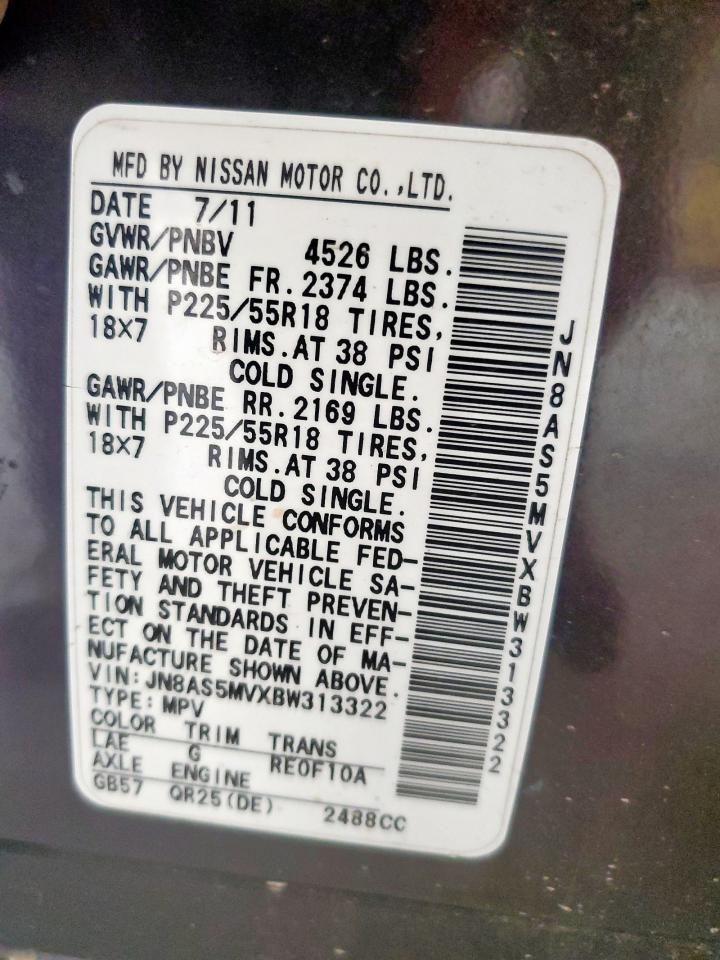 MFD BY NISSAN MOTOR CO.,LTD.
DATE 7/11
GVWR/PNBV 4526 LBS.
GAWR/PNBE FR.2374 LBS.
WITH P225/55R18 TIRES,
18X7 RIMS.AT 38 PSI
COLD SINGLE.
GAWR/PNBE RR.2169 LBS.
WITH P225/55R18 TIRES,
18X7 RIMS.AT 38 PSI
COLD SINGLE.
THIS VEHICLE CONFORMS
TO ALL APPLICABLE FED-
ERAL MOTOR VEHICLE SA-
FETY AND THEFT PREVEN-
TION STANDARDS IN EFF-
ECT ON THE DATE OF MA-
NUFACTURE SHOWN ABOVE.
VIN:JN8AS5MVXBW313322
TYPE:MPV
COLOR TRIM TRANS
LAE G RE0F10A
AXLE ENGINE
GB57 QR25(DE) 2488CC
JN8AS5MVXBW313322